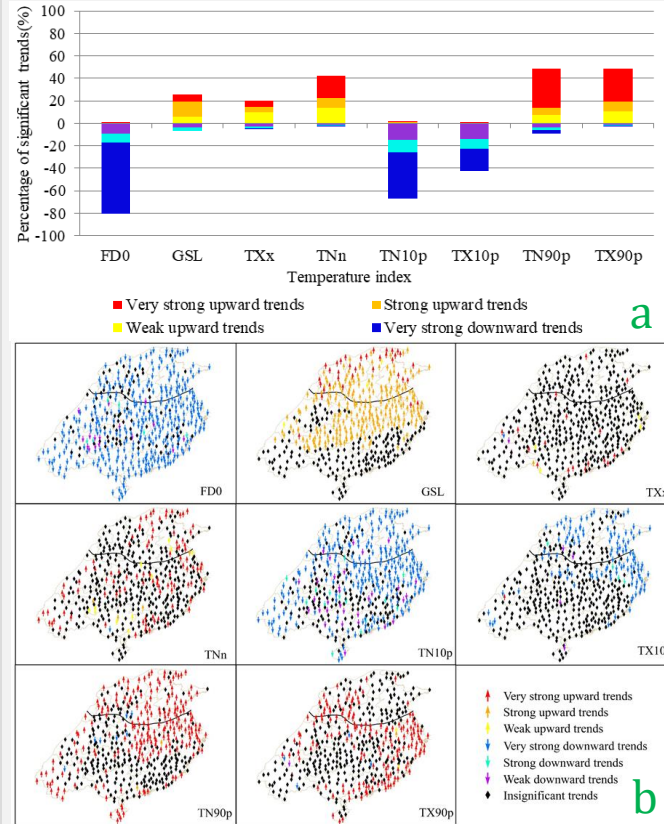 Percentage of significant trends(%)
100
80
60
40
20
0
-20
-40
-60
-80
-100
FD0 GSL TXx TNn TN10p TX10p TN90p TX90p
Temperature index
Very strong upward trends Strong upward trends
Weak upward trends Very strong downward trends
a
FD0 GSL TXx
TNn TN10p TX10
TN90p TX90p
Very strong upward trends
Strong upward trends
Weak upward trends
Very strong downward trends
Strong downward trends
Weak downward trends
Insignificant trends
b